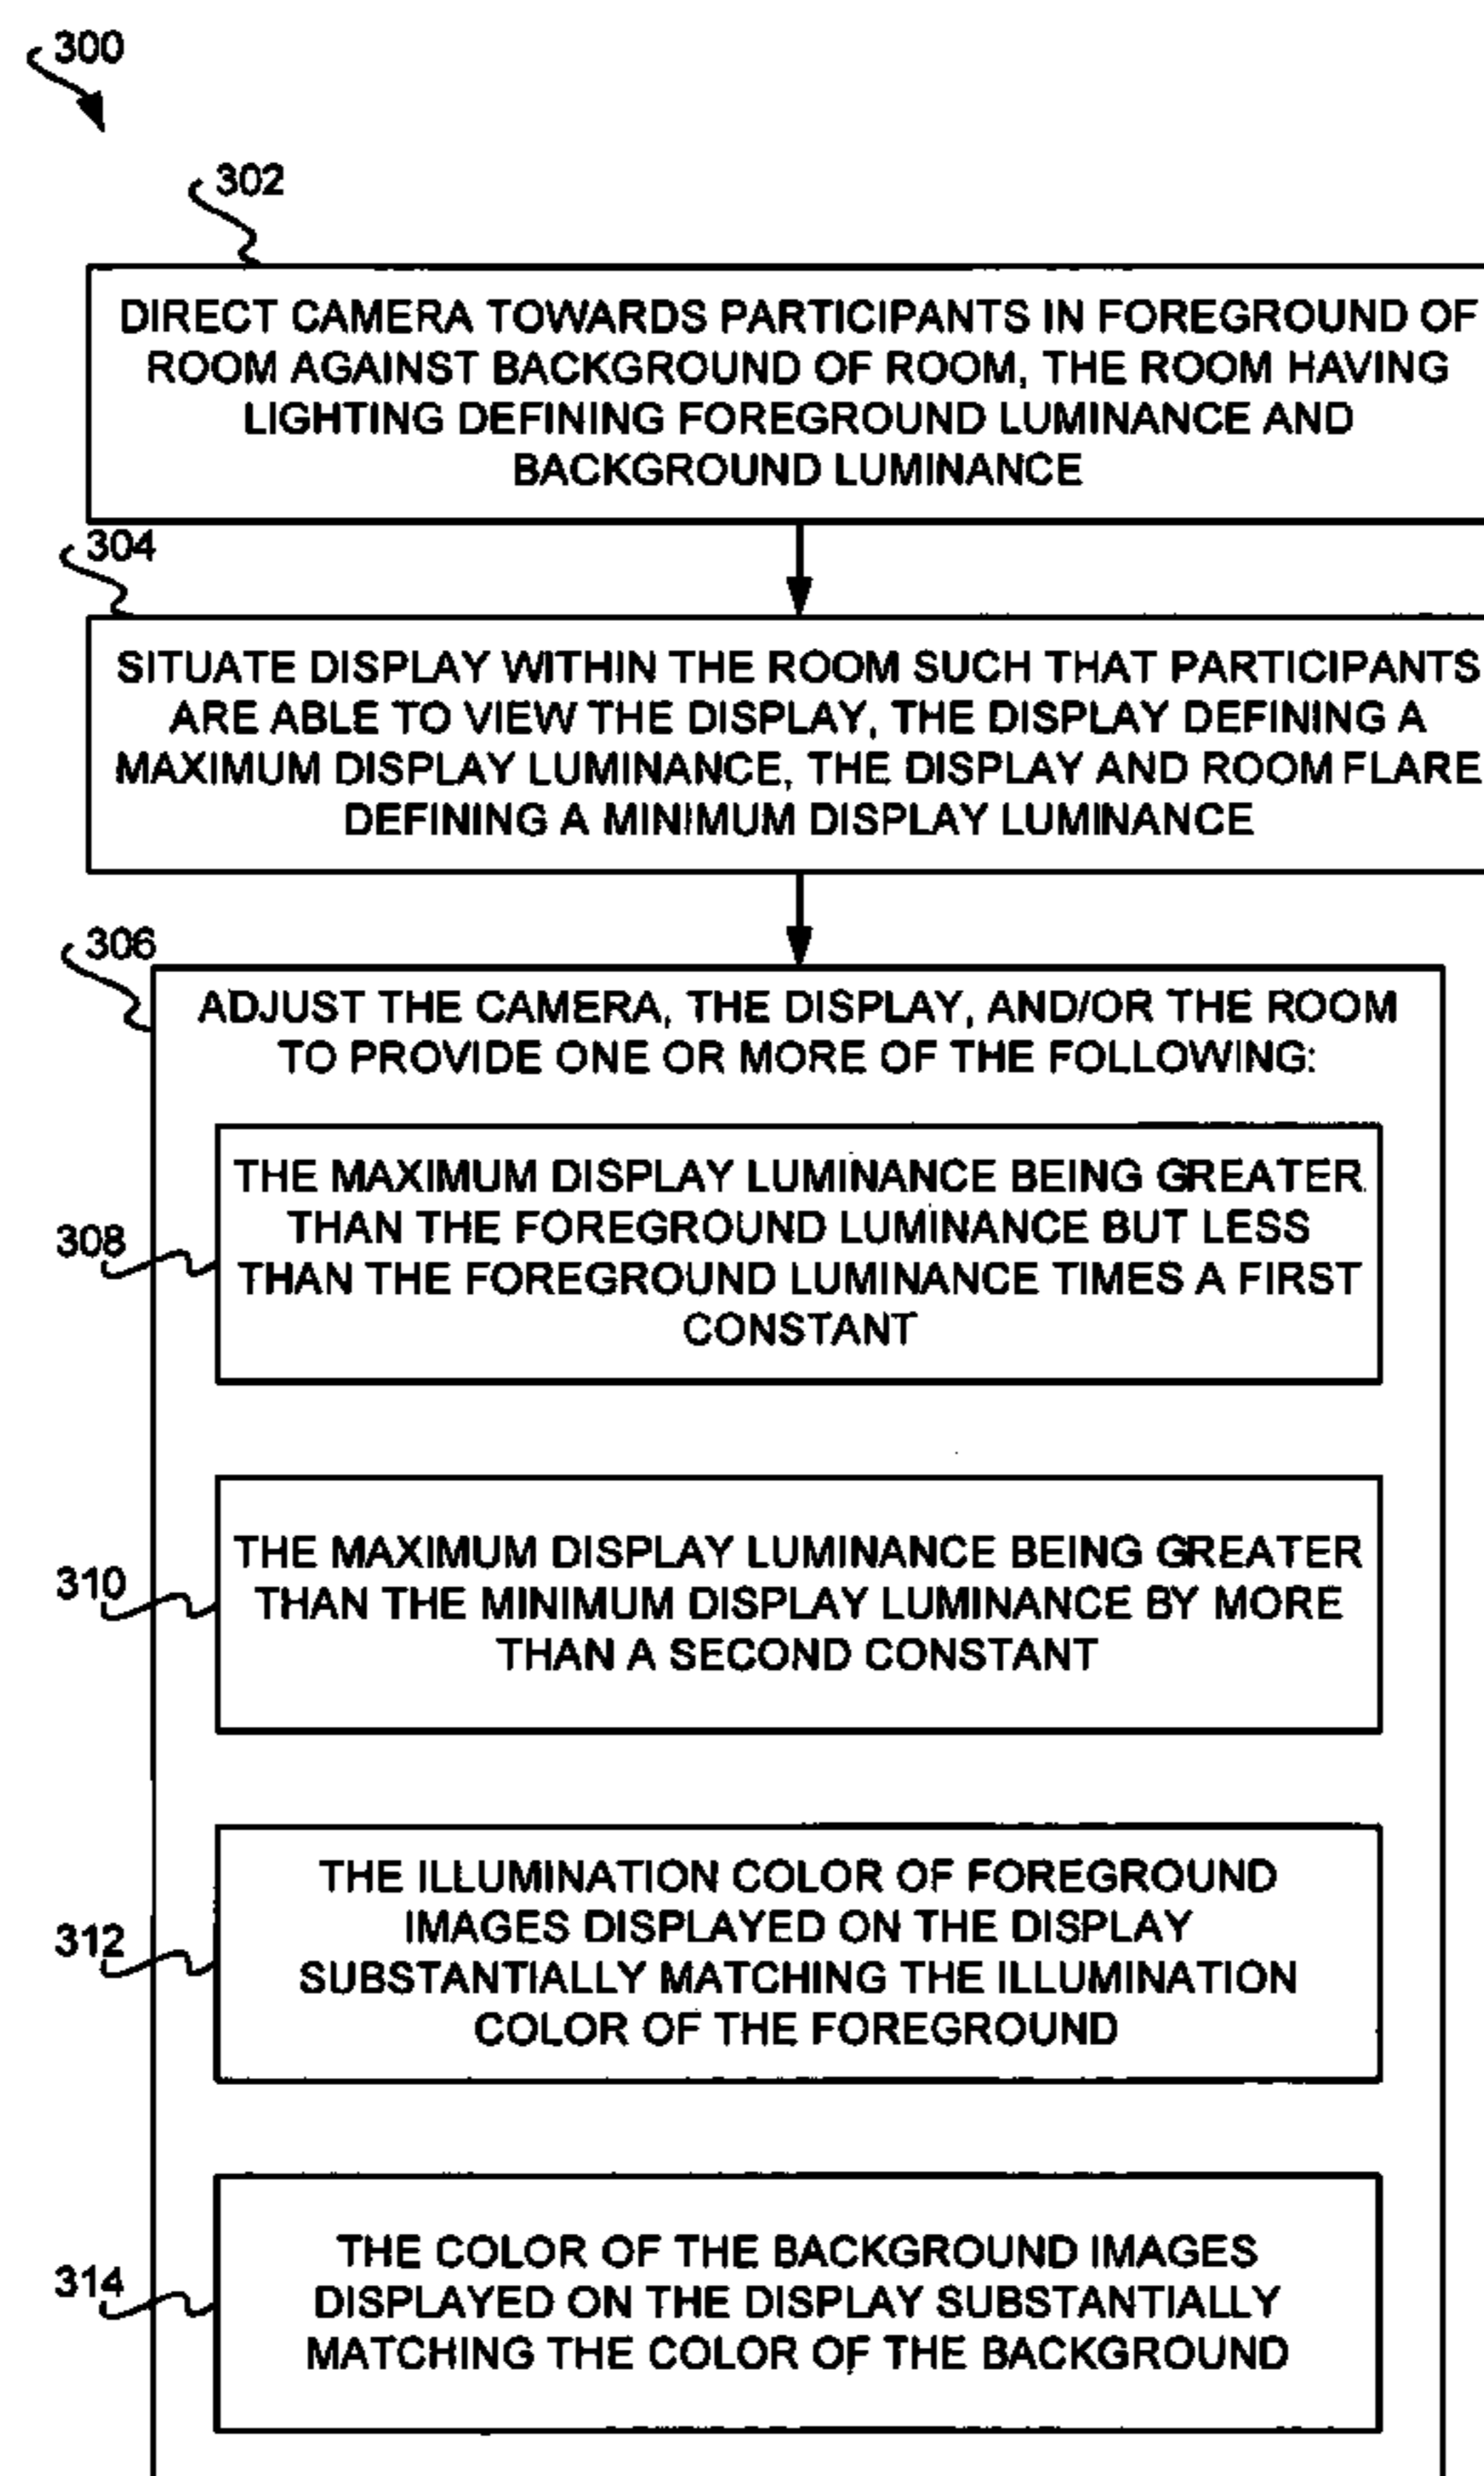 300
302
DIRECT CAMERA TOWARDS PARTICIPANTS IN FOREGROUND OF
ROOM AGAINST BACKGROUND OF ROOM, THE ROOM HAVING
LIGHTING DEFINING FOREGROUND LUMINANCE AND
BACKGROUND LUMINANCE
304
SITUATE DISPLAY WITHIN THE ROOM SUCH THAT PARTICIPANTS
ARE ABLE TO VIEW THE DISPLAY, THE DISPLAY DEFINING A
MAXIMUM DISPLAY LUMINANCE, THE DISPLAY AND ROOM FLARE
DEFINING A MINIMUM DISPLAY LUMINANCE
306
ADJUST THE CAMERA, THE DISPLAY, AND/OR THE ROOM
TO PROVIDE ONE OR MORE OF THE FOLLOWING:
308
THE MAXIMUM DISPLAY LUMINANCE BEING GREATER
THAN THE FOREGROUND LUMINANCE BUT LESS
THAN THE FOREGROUND LUMINANCE TIMES A FIRST
CONSTANT
310
THE MAXIMUM DISPLAY LUMINANCE BEING GREATER
THAN THE MINIMUM DISPLAY LUMINANCE BY MORE
THAN A SECOND CONSTANT
312
THE ILLUMINATION COLOR OF FOREGROUND
IMAGES DISPLAYED ON THE DISPLAY
SUBSTANTIALLY MATCHING THE ILLUMINATION
COLOR OF THE FOREGROUND
314
THE COLOR OF THE BACKGROUND IMAGES
DISPLAYED ON THE DISPLAY SUBSTANTIALLY
MATCHING THE COLOR OF THE BACKGROUND